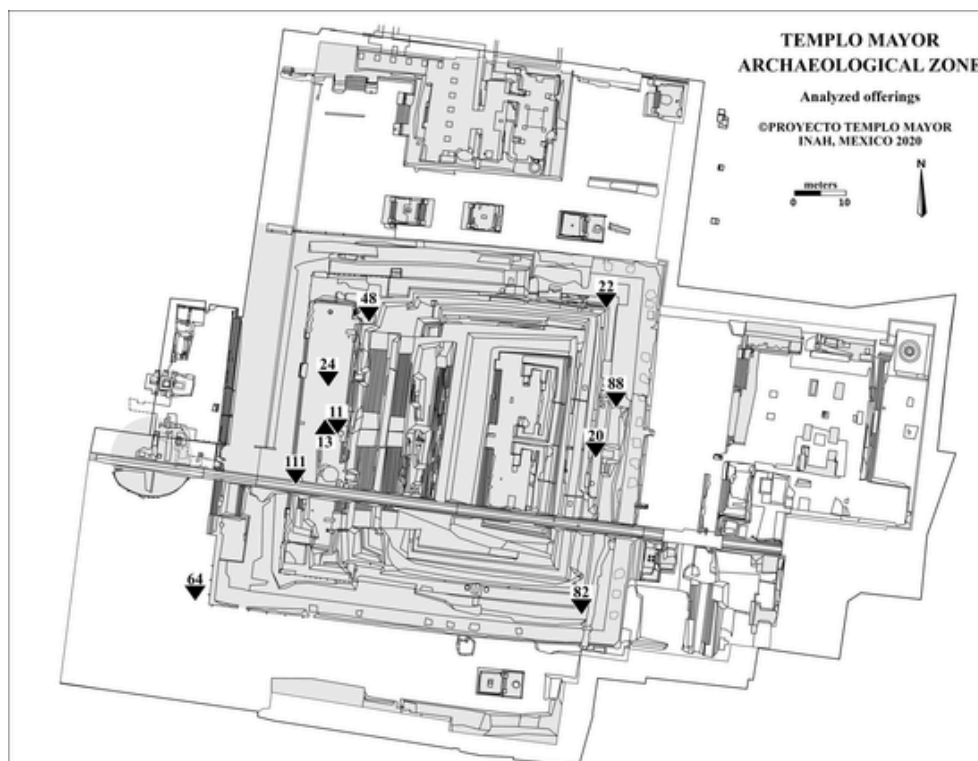 TEMPLO MAYOR
ARCHAEOLOGICAL ZONE
Analyzed offerings
©PROYECTO TEMPLO MAYOR
INAH, MEXICO 2020
N
meters
0 10
22
48
24
88
11
13
20
111
64
82